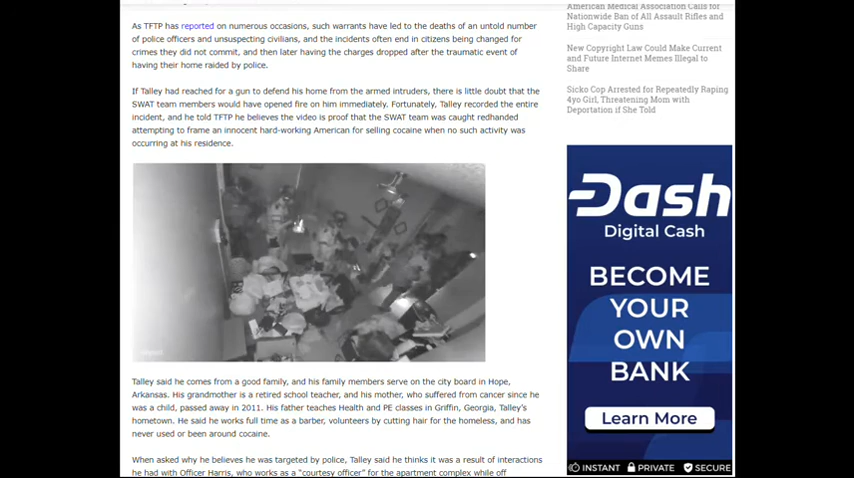 As TFTP has reported on numerous occasions, such warrants have led to the deaths of an untold number
of police officers and unsuspecting civilians, and the incidents often end in citizens being changed for
crimes they did not commit, and then later having the charges dropped after the traumatic event of
having their home raided by police.
If Talley had reached for a gun to defend his home from the armed intruders, there is little doubt that the
SWAT team members would have opened fire on him immediately. Fortunately, Talley recorded the entire
incident, and he told TFTP he believes the video is proof that the SWAT team was caught redhanded
attempting to frame an innocent hard-working American for selling cocaine when no such activity was
occurring at his residence.
Talley said he comes from a good family, and his family members serve on the city board in Hope,
Arkansas. His grandmother is a retired school teacher, and his mother, who suffered from cancer since he
was a child, passed away in 2011. His father teaches Health and PE classes in Griffin, Georgia, Talley's
hometown. He said he works full time as a barber, volunteers by cutting hair for the homeless, and has
never used or been around cocaine.
When asked why he believes he was targeted by police, Talley said he thinks it was a result of interactions
he had with Officer Harris, who works as a "courtesy officer" for the apartment complex while off
American Medical Association Calls for
Nationwide Ban of All Assault Rifles and
High Capacity Guns
New Copyright Law Could Make Current
and Future Internet Memes Illegal to
Share
Sicko Cop Arrested for Repeatedly Raping
4yo Girl, Threatening Mom with
Deportation if She Told
Dash
Digital Cash
BECOME
YOUR
OWN
BANK
Learn More
INSTANT PRIVATE SECURE